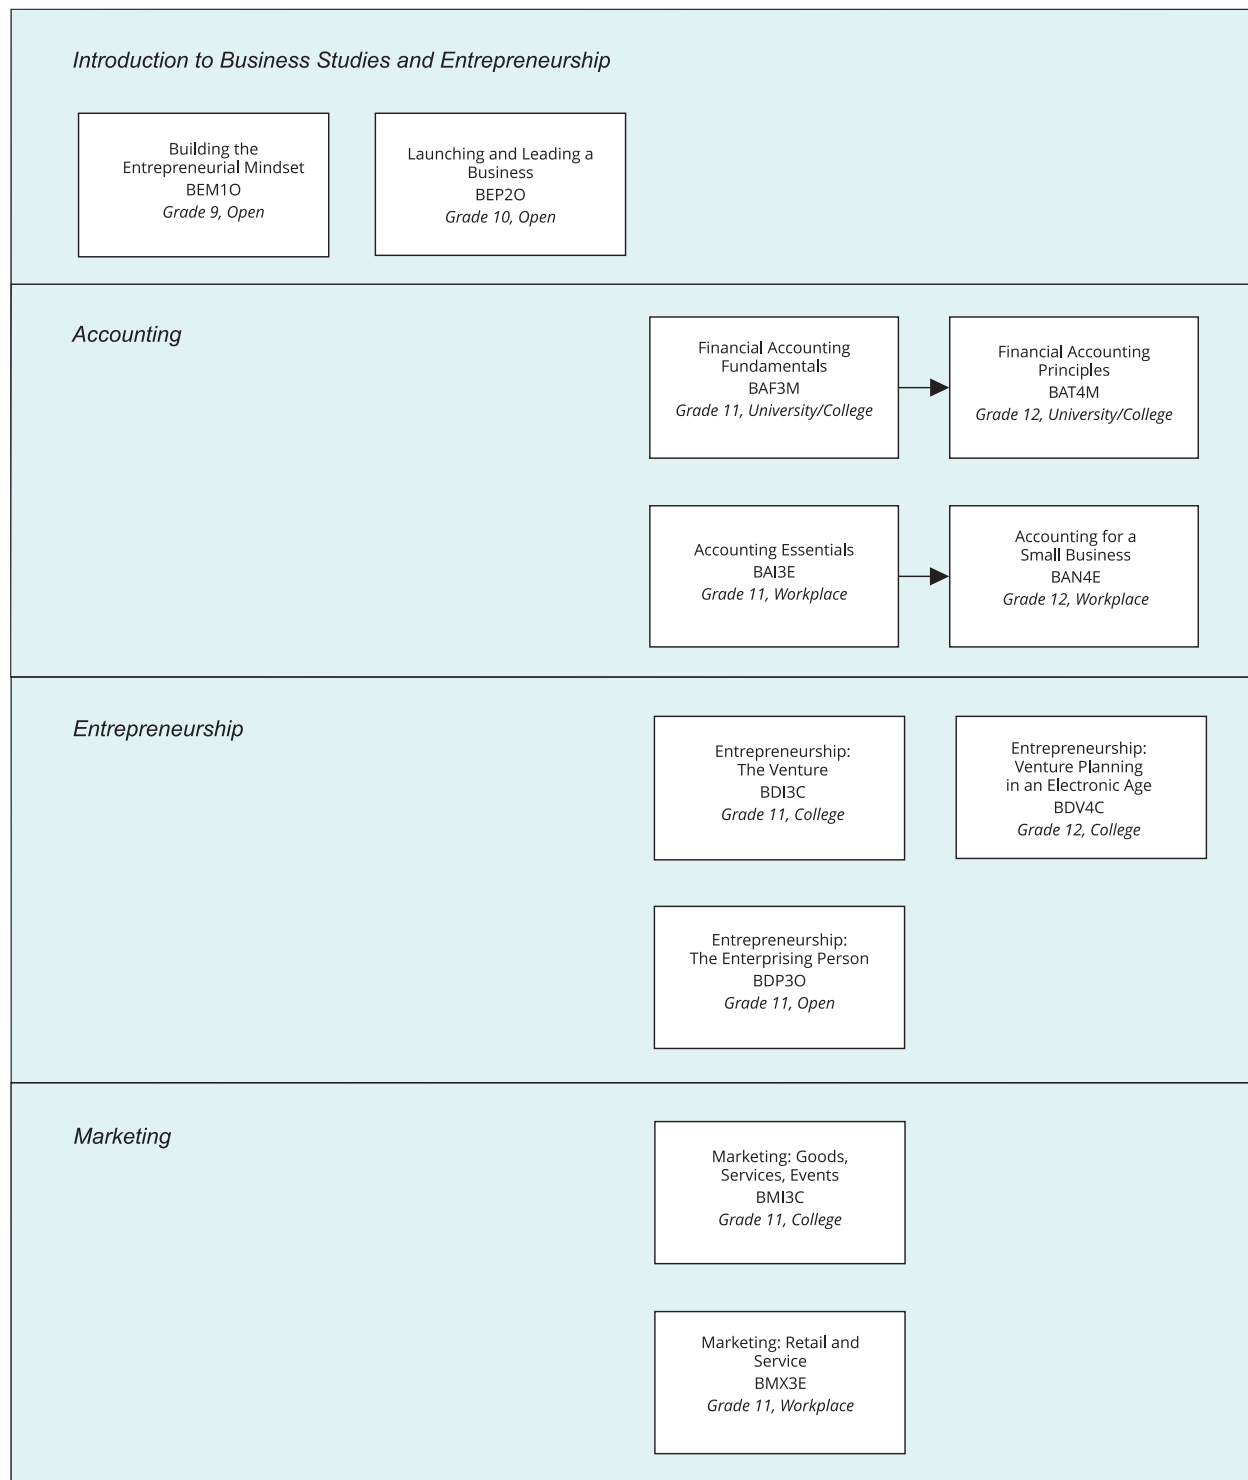 Introduction to Business Studies and Entrepreneurship
Building the
Entrepreneurial Mindset
BEM1O
Grade 9, Open
Launching and Leading a
Business
BEP2O
Grade 10, Open
Accounting
Financial Accounting
Fundamentals
BAF3M
Grade 11, University/College
Financial Accounting
Principles
BAT4M
Grade 12, University/College
Accounting Essentials
BAI3E
Grade 11, Workplace
Accounting for a
Small Business
BAN4E
Grade 12, Workplace
Entrepreneurship
Entrepreneurship:
The Venture
BDI3C
Grade 11, College
Entrepreneurship:
Venture Planning
in an Electronic Age
BDV4C
Grade 12, College
Entrepreneurship:
The Enterprising Person
BDP3O
Grade 11, Open
Marketing
Marketing: Goods,
Services, Events
BMI3C
Grade 11, College
Marketing: Retail and
Service
BMX3E
Grade 11, Workplace